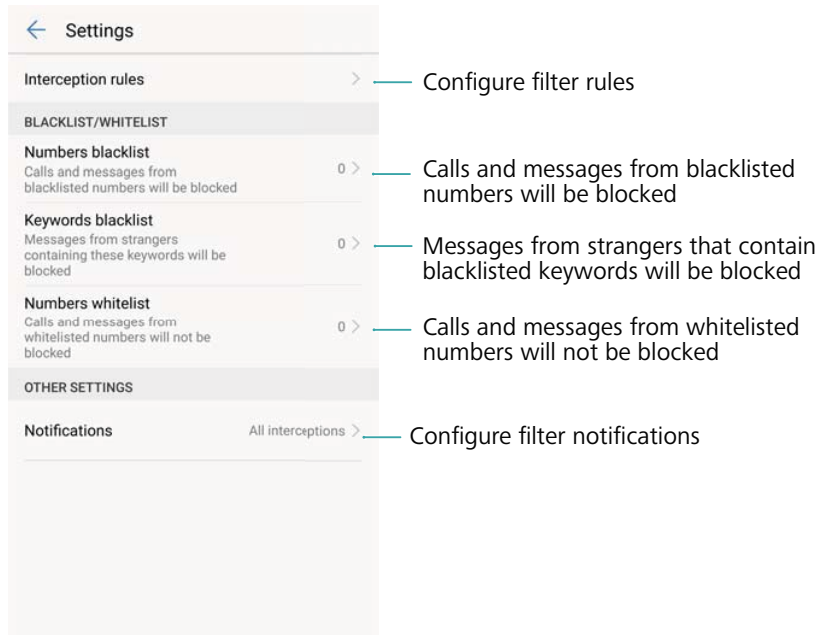 Settings
Interception rules
Configure filter rules
BLACKLIST/WHITELIST
Numbers blacklist
Calls and messages from
blacklisted numbers will be blocked
0
Calls and messages from blacklisted
numbers will be blocked
Keywords blacklist
Messages from strangers
containing these keywords will be
blocked
0
Messages from strangers that contain
blacklisted keywords will be blocked
Numbers whitelist
Calls and messages from
whitelisted numbers will not be
blocked
0
Calls and messages from whitelisted
numbers will not be blocked
OTHER SETTINGS
Notifications
All interceptions
Configure filter notifications